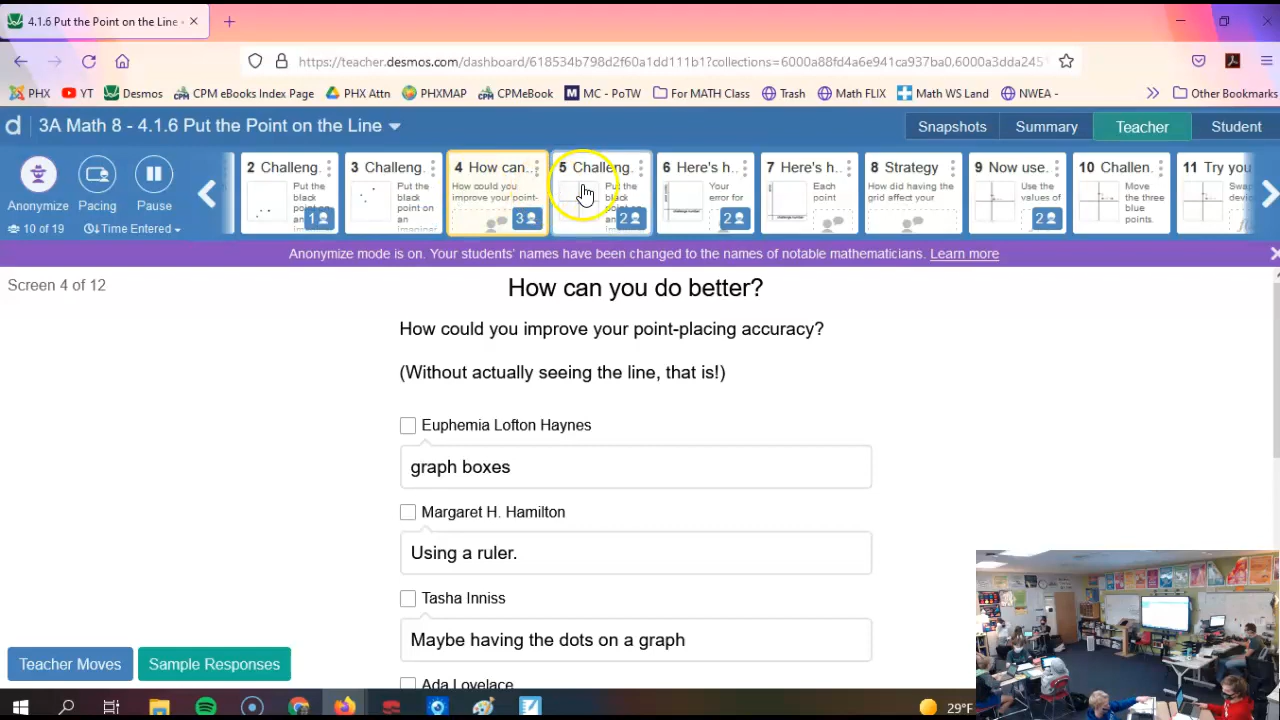 4.1.6 Put the Point on the Line -
https://teacher.desmos.com/dashboard/
PHX YT Desmos CPM eBooks Index Page PHX Attn PHXMAP CPMeBook MC - PoTW For MATH Class Trash Math FLIX Math WS Land NWEA - Other Bookmarks
d 3A Math 8 - 4.1.6 Put the Point on the Line Snapshots Summary Teacher Student
2 Challeng. 3 Challeng. 4 How can.. 5 Challeng. 6 Here's h.. 7 Here's h.. 8 Strategy 9 Now use. 10 Challen. 11 Try you
Put the black point on an 1
Put the black point on an imaginar
How could you improve your point- 3
Put the black point on 2
Your error for 2
Each point
How did having the grid affect your
Use the values of 2
Move the three blue points.
Swap
Anonymize Pacing Pause
10 of 19 Time Entered
Anonymize mode is on. Your students' names have been changed to the names of notable mathematicians. Learn more
Screen 4 of 12
How can you do better?
How could you improve your point-placing accuracy?
(Without actually seeing the line, that is!)
Euphemia Lofton Haynes
graph boxes
Margaret H. Hamilton
Using a ruler.
Tasha Inniss
Maybe having the dots on a graph
Ada Lovelace
Teacher Moves Sample Responses
29°F